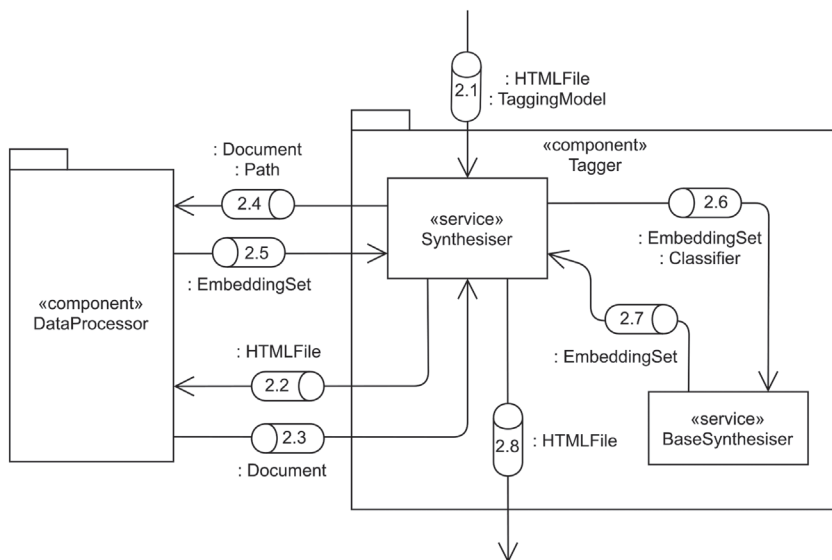 2.1
: HTMLFile
: TaggingModel
«component»
Tagger
: Document
: Path
2.4
«service»
Synthesiser
2.6
2.5
: EmbeddingSet
: EmbeddingSet
: Classifier
«component»
DataProcessor
2.7
: EmbeddingSet
: HTMLFile
2.2
2.3
: Document
2.8
: HTMLFile
«service»
BaseSynthesiser